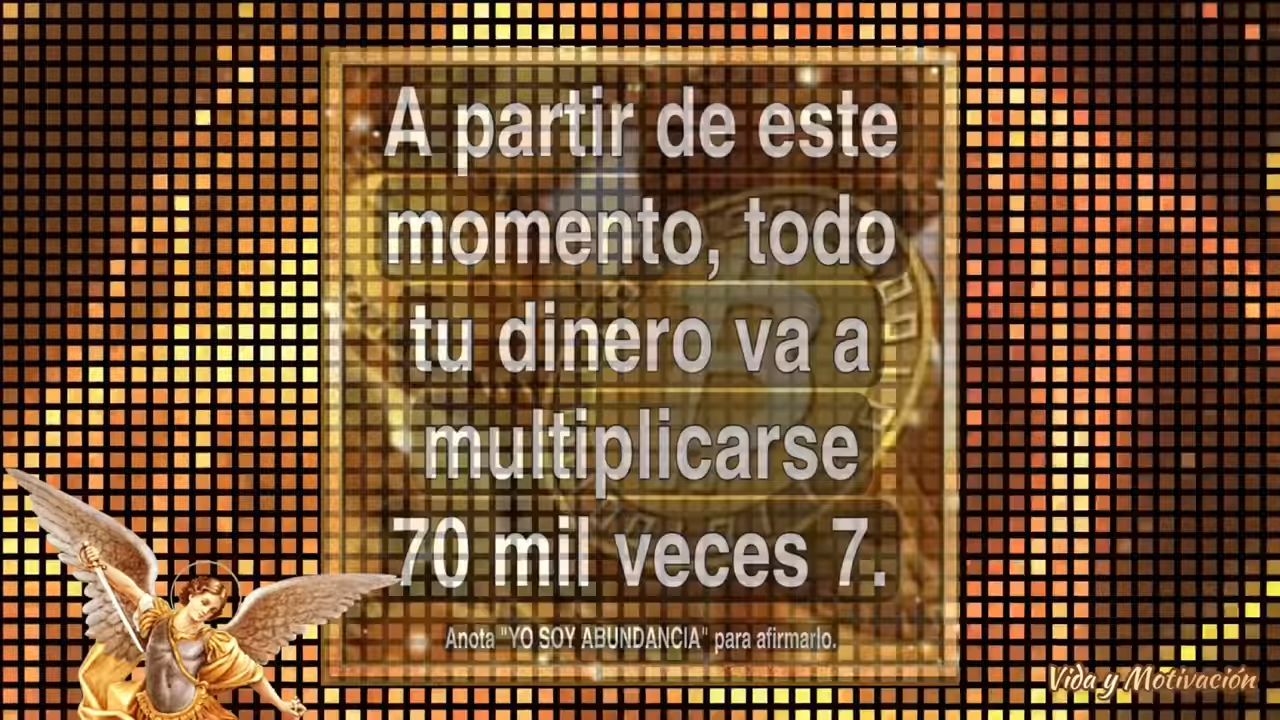 A partir de este
momento, todo
tu dinero va a
multiplicarse
70 mil veces 7.
Anota "YO SOY ABUNDANCIA" para afirmarlo.
Vida y Motivación